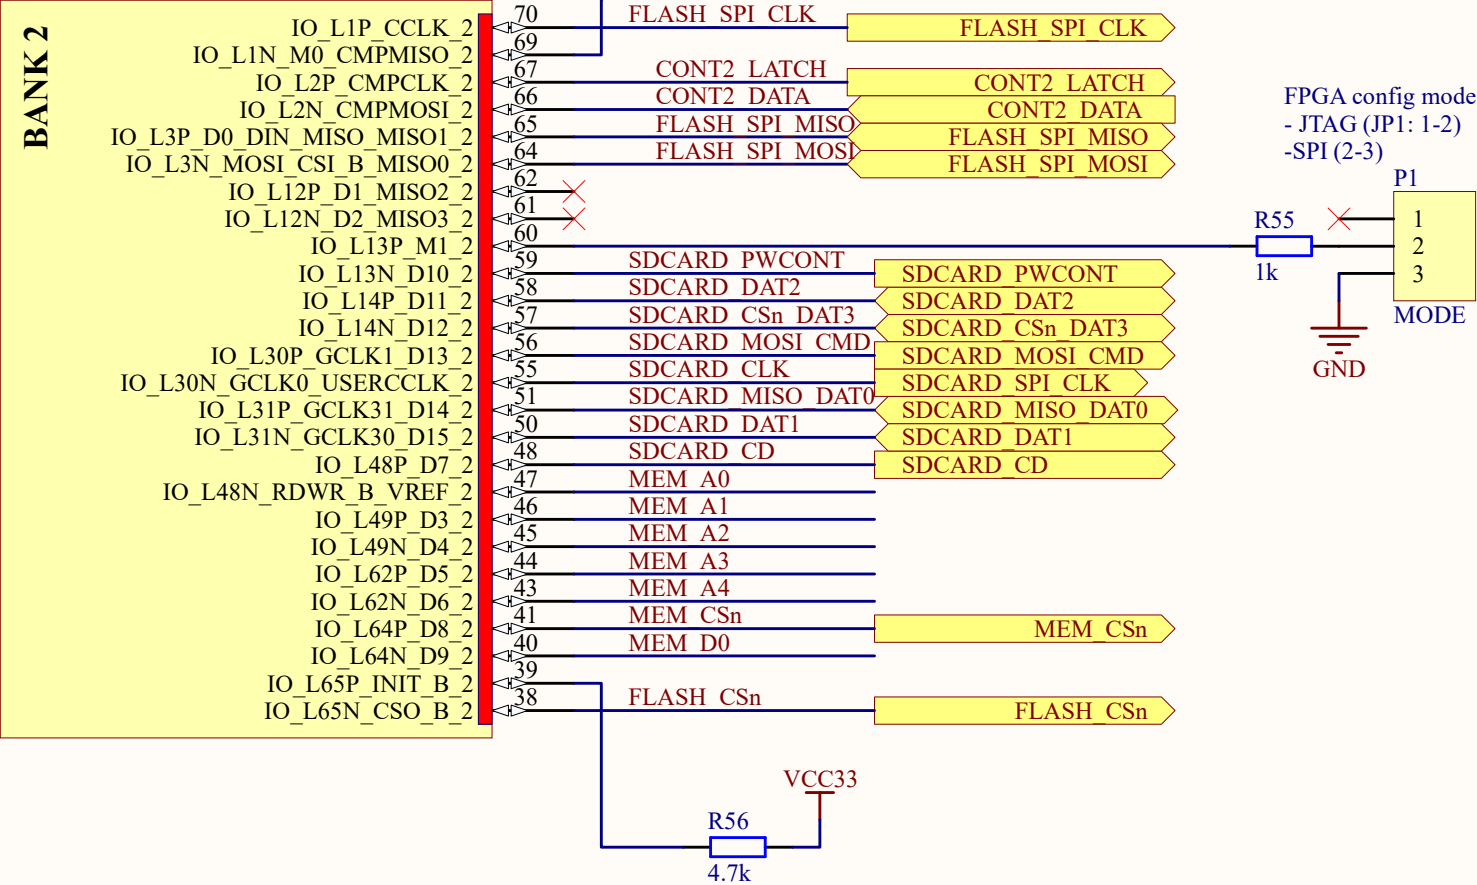 BANK 2
IO_L1P_CCLK_2 70 FLASH_SPI_CLK FLASH_SPI_CLK
IO_L1N_M0_CMPMISO_2 69
IO_L2P_CMPCLK_2 67 CONT2_LATCH CONT2_LATCH
IO_L2N_CMPMOSI_2 66 CONT2_DATA CONT2_DATA
IO_L3P_D0_DIN_MISO_MISO1_2 65 FLASH_SPI_MISO FLASH_SPI_MISO
IO_L3N_MOSI_CSI_B_MISO0_2 64 FLASH_SPI_MOSI FLASH_SPI_MOSI
IO_L12P_D1_MISO2_2 62
IO_L12N_D2_MISO3_2 61
IO_L13P_M1_2 60
IO_L13N_D10_2 59 SDCARD_PWCONT SDCARD_PWCONT
IO_L14P_D11_2 58 SDCARD_DAT2 SDCARD_DAT2
IO_L14N_D12_2 57 SDCARD_CSn_DAT3 SDCARD_CSn_DAT3
IO_L30P_GCLK1_D13_2 56 SDCARD_MOSI_CMD SDCARD_MOSI_CMD
IO_L30N_GCLK0_USERCCLK_2 55 SDCARD_CLK SDCARD_SPI_CLK
IO_L31P_GCLK31_D14_2 51 SDCARD_MISO_DAT0 SDCARD_MISO_DAT0
IO_L31N_GCLK30_D15_2 50 SDCARD_DAT1 SDCARD_DAT1
IO_L48P_D7_2 48 SDCARD_CD SDCARD_CD
IO_L48N_RDWR_B_VREF_2 47 MEM_A0
IO_L49P_D3_2 46 MEM_A1
IO_L49N_D4_2 45 MEM_A2
IO_L62P_D5_2 44 MEM_A3
IO_L62N_D6_2 43 MEM_A4
IO_L64P_D8_2 41 MEM_CSn MEM_CSn
IO_L64N_D9_2 40 MEM_D0
IO_L65P_INIT_B_2 39
IO_L65N_CSO_B_2 38 FLASH_CSn FLASH_CSn
FPGA config mode
- JTAG (JP1: 1-2)
-SPI (2-3)
P1
1
2
3
MODE
R55
1k
GND
VCC33
R56
4.7k